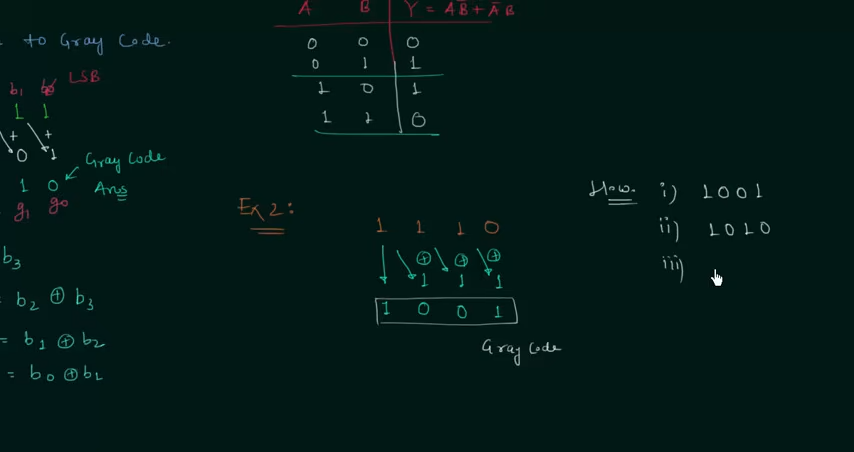 A B Y = AB̄ + ĀB
to Gray Code.
0 0 0
0 1 1
b1 b0 LSB
1 0 1
1 1
1 1 0
+ +
0 1
Gray Code
1 0
Ans
g1 g0
How. i) 1001
ii) 1010
iii)
Ex 2:
1 1 1 0
⊕ ⊕ ⊕
1 1 1
1 0 0 1
Gray Code
b3
= b2 ⊕ b3
= b1 ⊕ b2
= b0 ⊕ b1